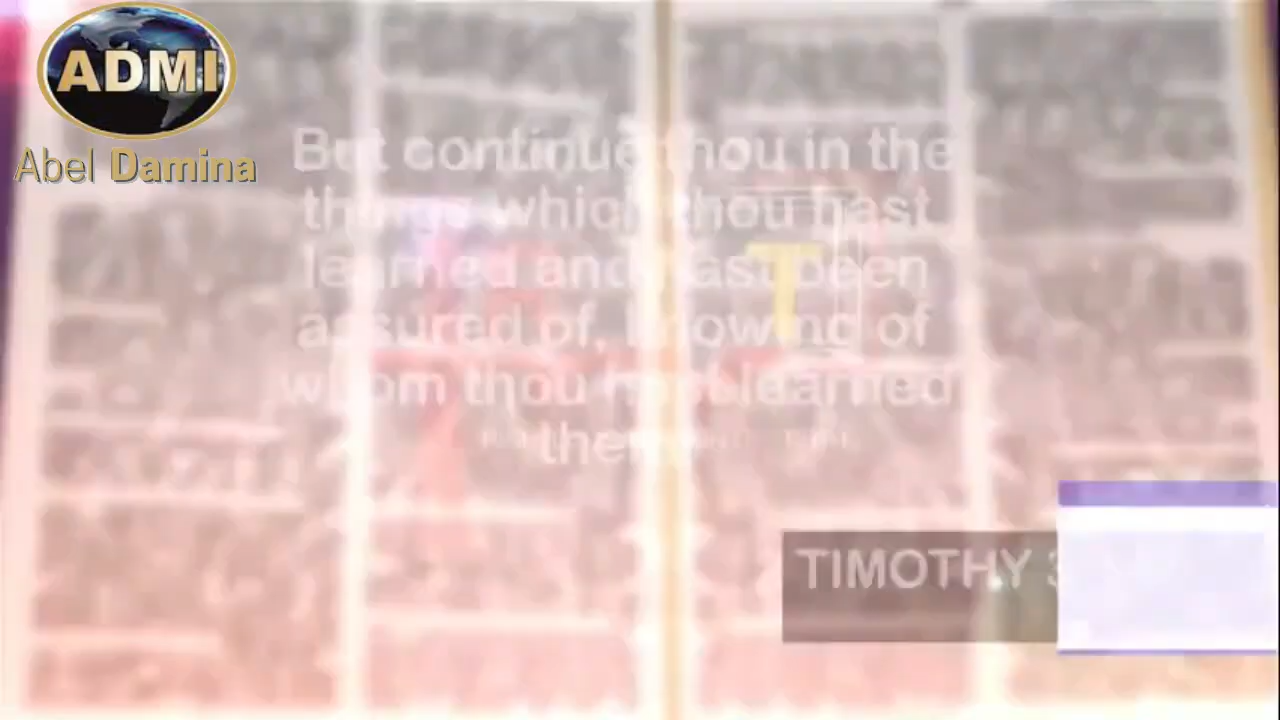 ADMI
Abel Damina
But continue thou in the
things which thou hast
learned and hast been
assured of, knowing of
whom thou hast learned
them
T
TIMOTHY 3